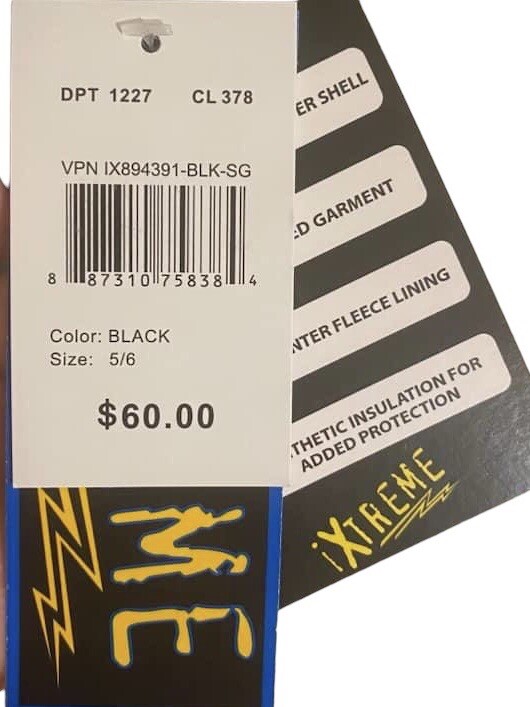 DPT 1227 CL 378
VPN IX894391-BLK-SG
8 87310 75838 4
Color: BLACK
Size: 5/6
$60.00
ME
ER SHELL
ED GARMENT
NTER FLEECE LINING
THETIC INSULATION FOR
ADDED PROTECTION
iXTREME